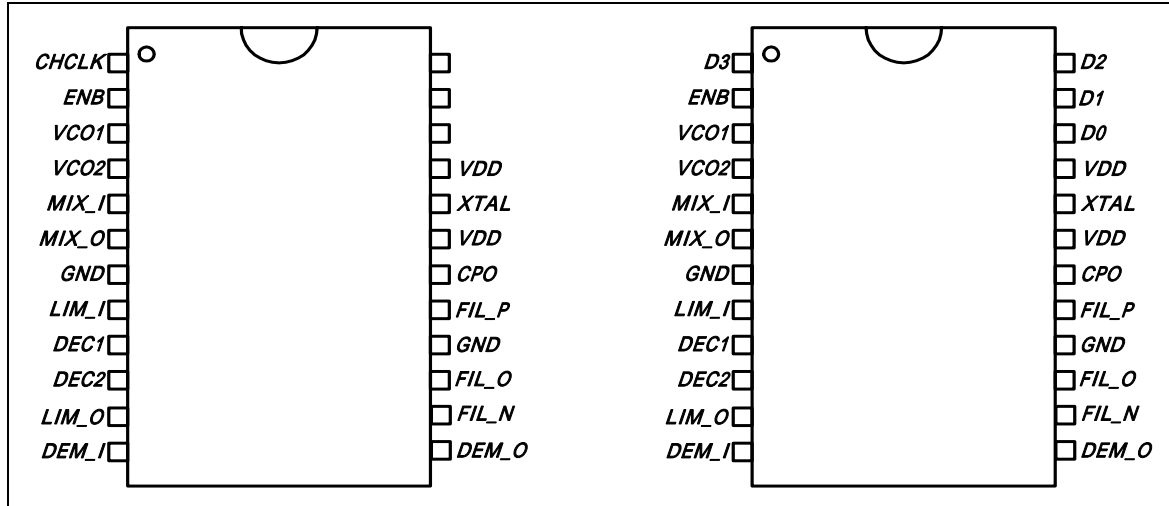 CHCLK
ENB
VCO1
VCO2
MIX_I
MIX_O
GND
LIM_I
DEC1
DEC2
LIM_O
DEM_I
VDD
XTAL
VDD
CPO
FIL_P
GND
FIL_O
FIL_N
DEM_O
D3
ENB
VCO1
VCO2
MIX_I
MIX_O
GND
LIM_I
DEC1
DEC2
LIM_O
DEM_I
D2
D1
D0
VDD
XTAL
VDD
CPO
FIL_P
GND
FIL_O
FIL_N
DEM_O